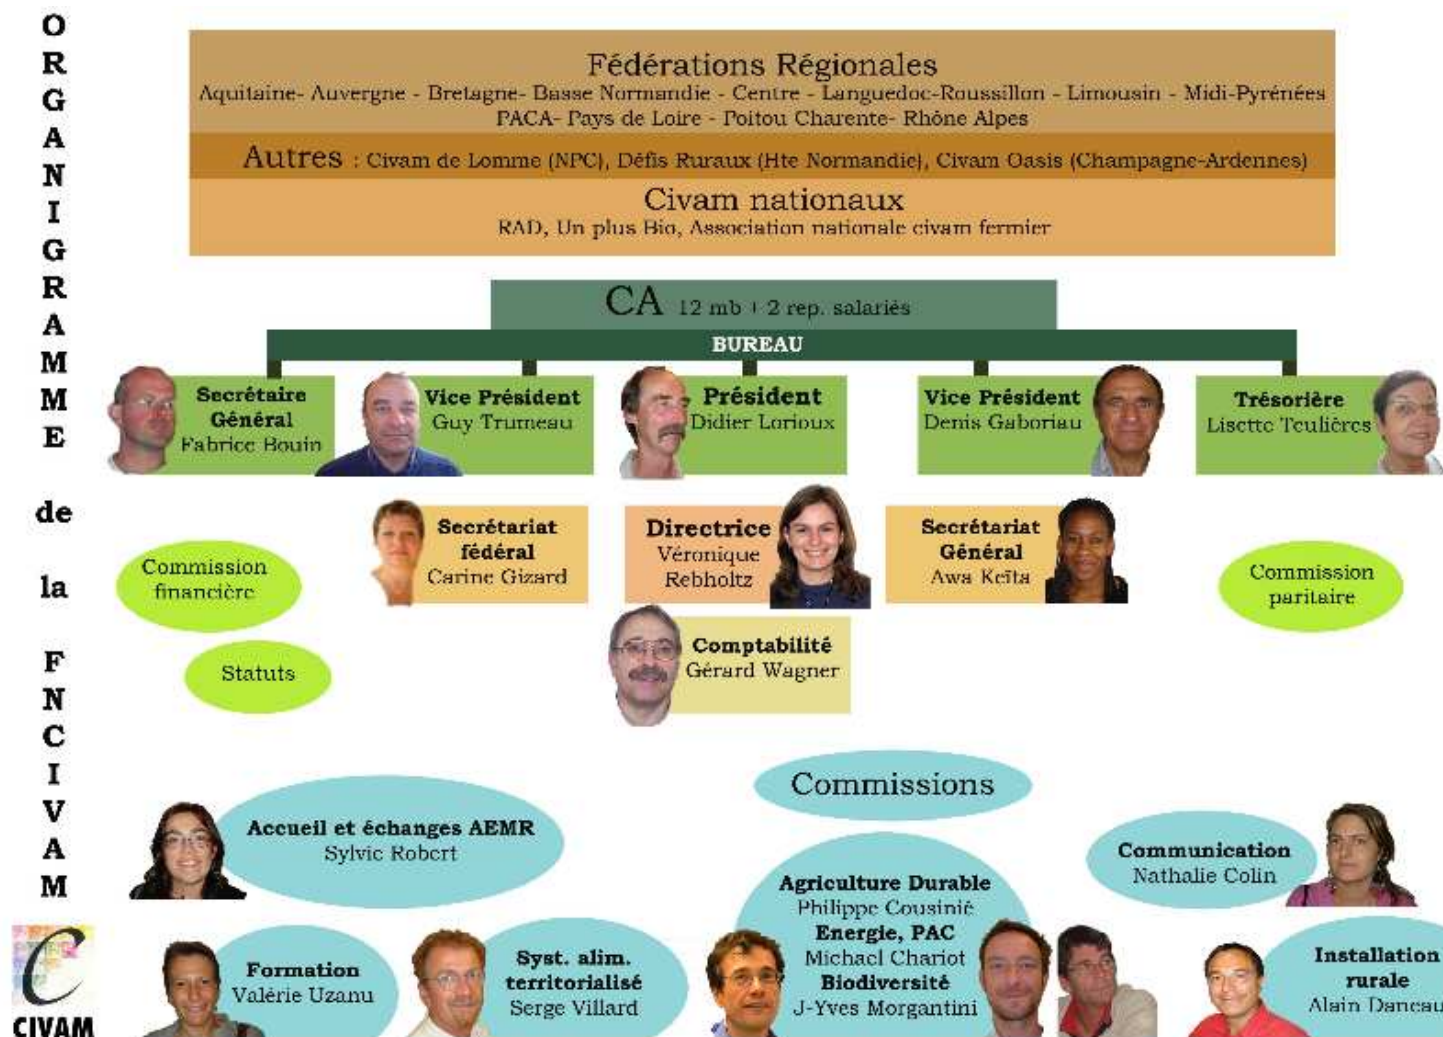 ORGANIGRAMME
de
la
FNCIVAM
Fédérations Régionales
Aquitaine- Auvergne - Bretagne- Basse Normandie - Centre - Languedoc-Roussillon - Limousin - Midi-Pyrénées
PACA- Pays de Loire - Poitou Charente- Rhône Alpes
Autres : Civam de Lomme (NPC), Défis Ruraux (Hte Normandie), Civam Oasis (Champagne-Ardennes)
Civam nationaux
RAD, Un plus Bio, Association nationale civam fermier
CA 12 mb + 2 rep. salariés
BUREAU
Secrétaire
Général
Fabrice Bouin
Vice Président
Guy Trumeau
Président
Didier Lorioux
Vice Président
Denis Gaboriau
Trésorière
Lisette Teulières
Secrétariat
fédéral
Carine Gizard
Directrice
Véronique
Rebholtz
Secrétariat
Général
Awa Keïta
Commission
financière
Commission
paritaire
Statuts
Comptabilité
Gérard Wagner
Commissions
Accueil et échanges AEMR
Sylvie Robert
Communication
Nathalie Colin
Agriculture Durable
Philippe Cousinié
Energie, PAC
Michael Chariot
Biodiversité
J-Yves Morgantini
Formation
Valérie Uzanu
Syst. alim.
territorialisé
Serge Villard
Installation
rurale
Alain Daneau
CIVAM